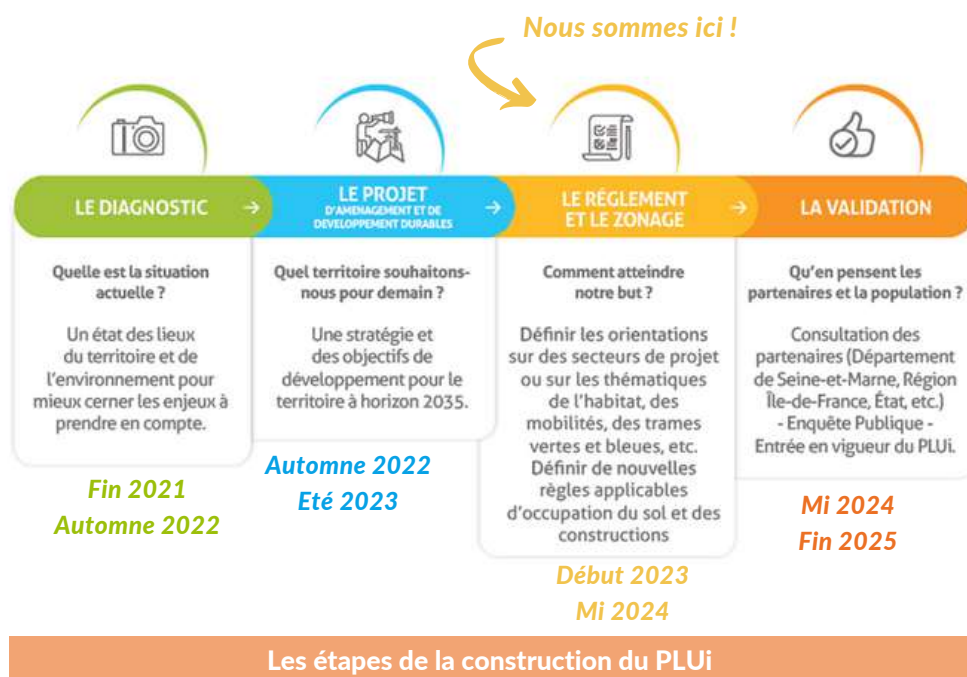 Nous sommes ici !
LE DIAGNOSTIC
Quelle est la situation
actuelle ?
Un état des lieux
du territoire et de
l'environnement pour
mieux cerner les enjeux à
prendre en compte.
Fin 2021
Automne 2022
LE PROJET
D'AMENAGEMENT ET DE
DEVELOPPEMENT DURABLES
Quel territoire souhaitons-
nous pour demain ?
Une stratégie et
des objectifs de
développement pour le
territoire à horizon 2035.
Automne 2022
Eté 2023
LE RÉGLEMENT
ET LE ZONAGE
Comment atteindre
notre but ?
Définir les orientations
sur des secteurs de projet
ou sur les thématiques
de l'habitat, des
mobilités, des trames
vertes et bleues, etc.
Définir de nouvelles
règles applicables
d'occupation du sol et des
constructions
Début 2023
Mi 2024
LA VALIDATION
Qu'en pensent les
partenaires et la population ?
Consultation des
partenaires (Département
de Seine-et-Marne, Région
Île-de-France, État, etc.)
- Enquête Publique -
Entrée en vigueur du PLUi.
Mi 2024
Fin 2025
Les étapes de la construction du PLUi